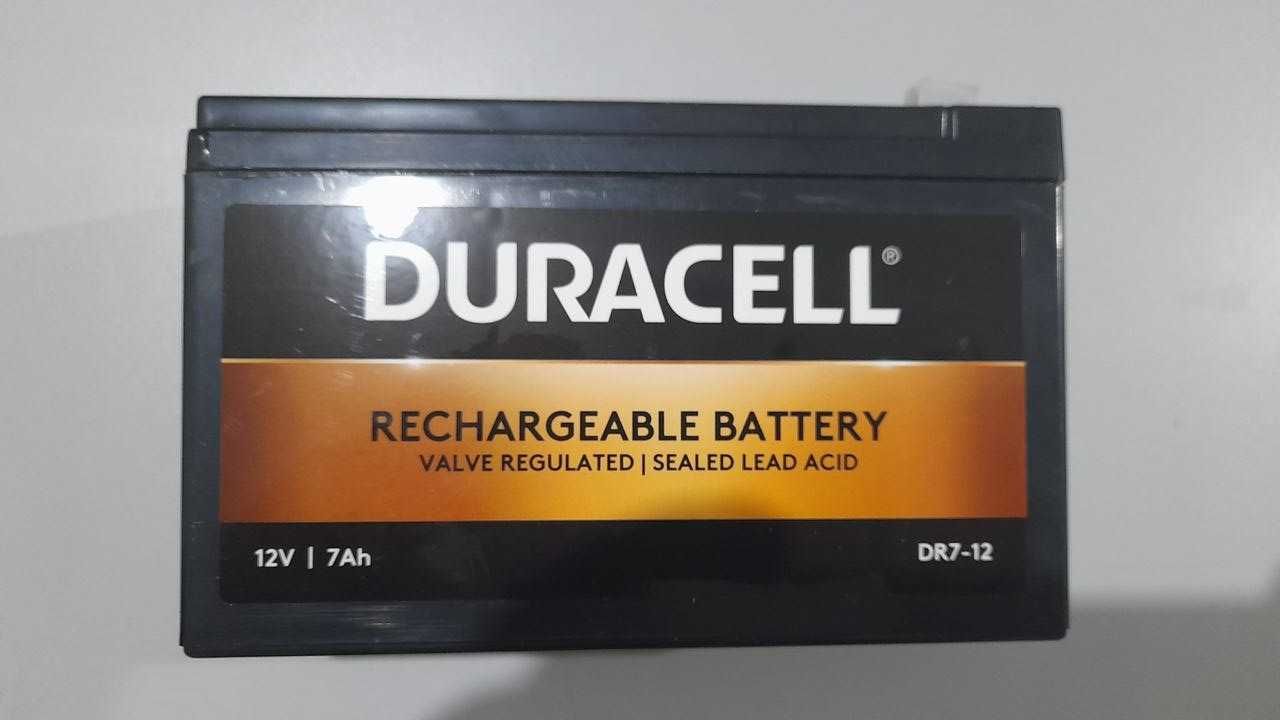 DURACELL®
RECHARGEABLE BATTERY
VALVE REGULATED | SEALED LEAD ACID
12V | 7Ah
DR7-12